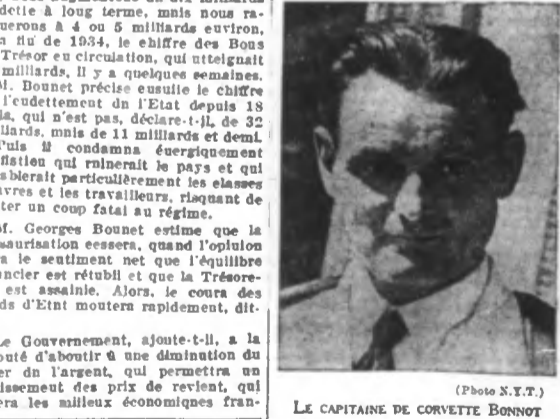 dette à long terme, mais nous ra-
querons à 4 ou 5 milliards environ,
fin de 1934, le chiffre des Bons
Trésor en circulation, qui atteignait
milliards, il y a quelques semaines.
M. Bonnet précise ensuite le chiffre
l'endettement de l'Etat depuis 18
qui n'est pas, déclare-t-il, de 32
liards, mais de 11 milliards et demi.
Puis il condamna énergiquement
flation qui ruinerait le pays et qui
blerait particulièrement les classes
vres et les travailleurs, risquant de
ter un coup fatal au régime.
M. Georges Bonnet estime que la
saurisation cessera, quand l'opinion
a le sentiment net que l'équilibre
ncier est rétabli et que la Trésore-
est assainie. Alors, le cours des
ds d'Etat montera rapidement, dit-
Le Gouvernement, ajoute-t-il, a la
outé d'aboutir à une diminution du
er de l'argent, qui permettra un
issement des prix de revient, qui
era les milieux économiques fran-
(Photo N.Y.T.)
LE CAPITAINE DE CORVETTE BONNOT